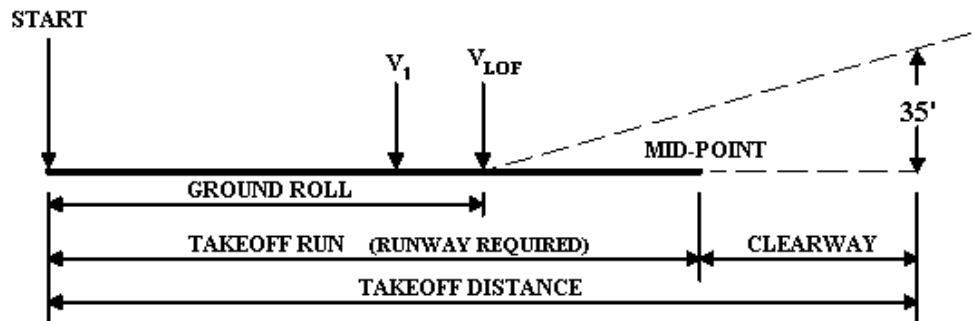 START
V1
VLOF
35'
MID-POINT
GROUND ROLL
TAKEOFF RUN (RUNWAY REQUIRED)
CLEARWAY
TAKEOFF DISTANCE